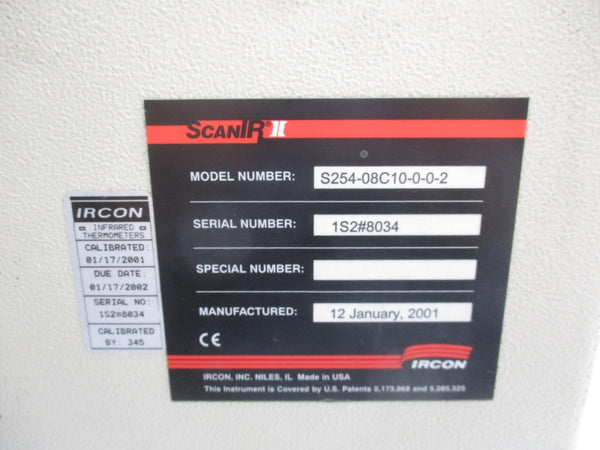 SCANIR® II
MODEL NUMBER: S254-08C10-0-0-2
SERIAL NUMBER: 1S2#8034
SPECIAL NUMBER:
MANUFACTURED: 12 January, 2001
CE
IRCON
IRCON, INC. NILES, IL Made in USA
This Instrument is Covered by U.S. Patents 5,173,868 and 5,085,525
IRCON
INFRARED
THERMOMETERS
CALIBRATED:
01/17/2001
DUE DATE:
01/17/2002
SERIAL NO:
1S2#8034
CALIBRATED
BY: 345